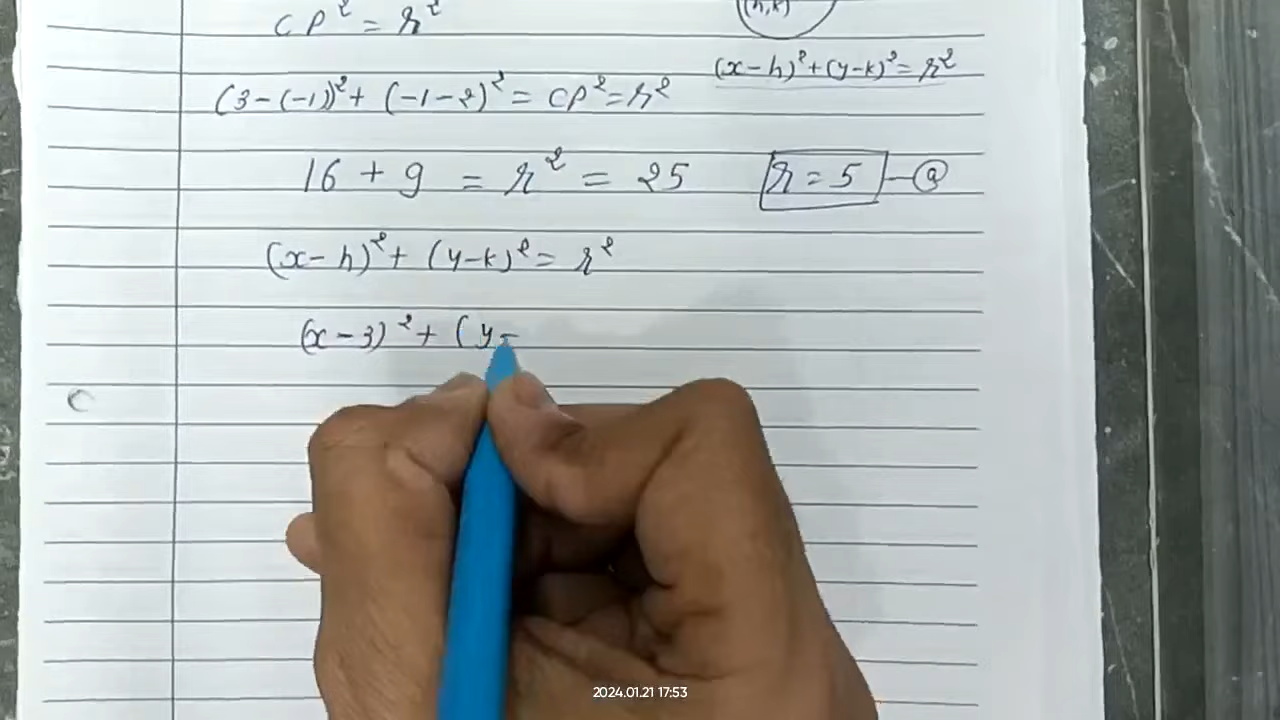 CP² = r²
(h,k)
(x-h)²+(y-k)² = r²
(3-(-1))²+ (-1-2)² = CP²=r²
16 + 9 = r² = 25 r = 5 -@
(x-h)²+ (y-k)² = r²
(x-3)²+ (y-
2024.01.21 17:53